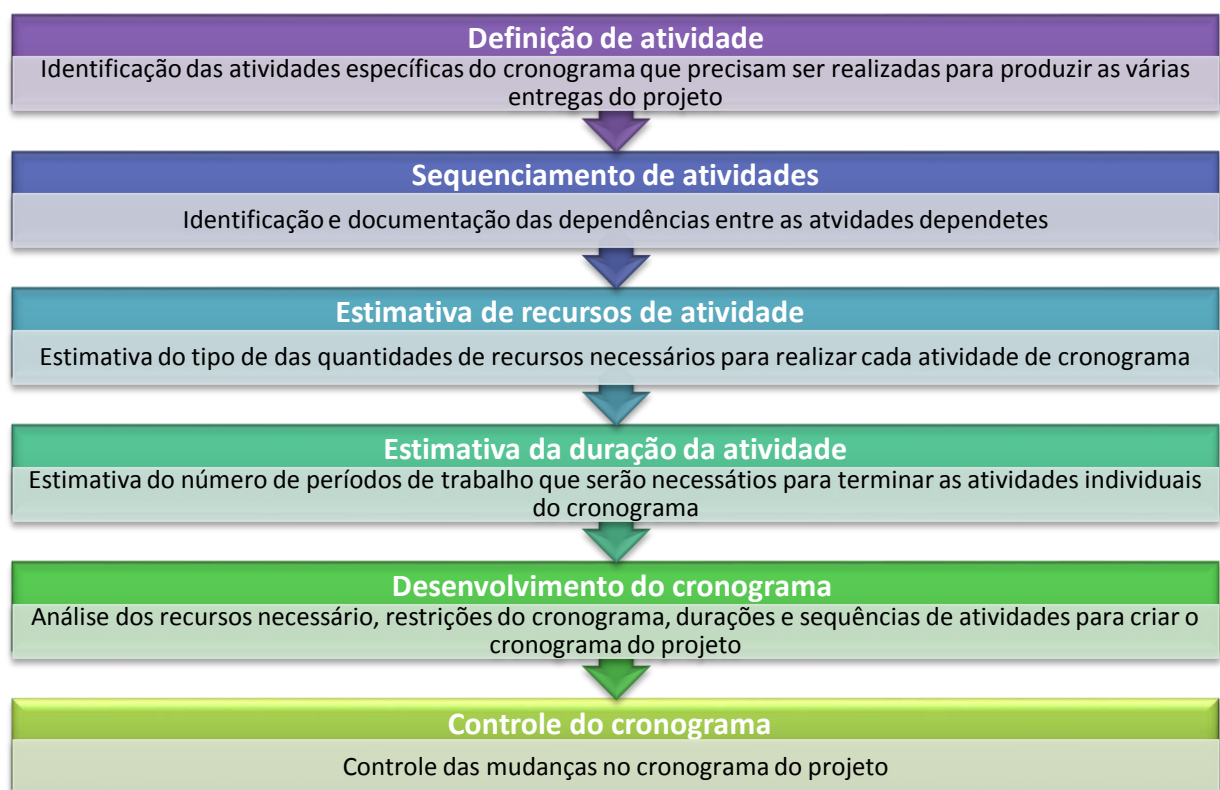 Definição de atividade
Identificação das atividades específicas do cronograma que precisam ser realizadas para produzir as várias
entregas do projeto
Sequenciamento de atividades
Identificação e documentação das dependências entre as atvidades dependetes
Estimativa de recursos de atividade
Estimativa do tipo de das quantidades de recursos necessários para realizar cada atividade de cronograma
Estimativa da duração da atividade
Estimativa do número de períodos de trabalho que serão necessátios para terminar as atividades individuais
do cronograma
Desenvolvimento do cronograma
Análise dos recursos necessário, restrições do cronograma, durações e sequências de atividades para criar o
cronograma do projeto
Controle do cronograma
Controle das mudanças no cronograma do projeto